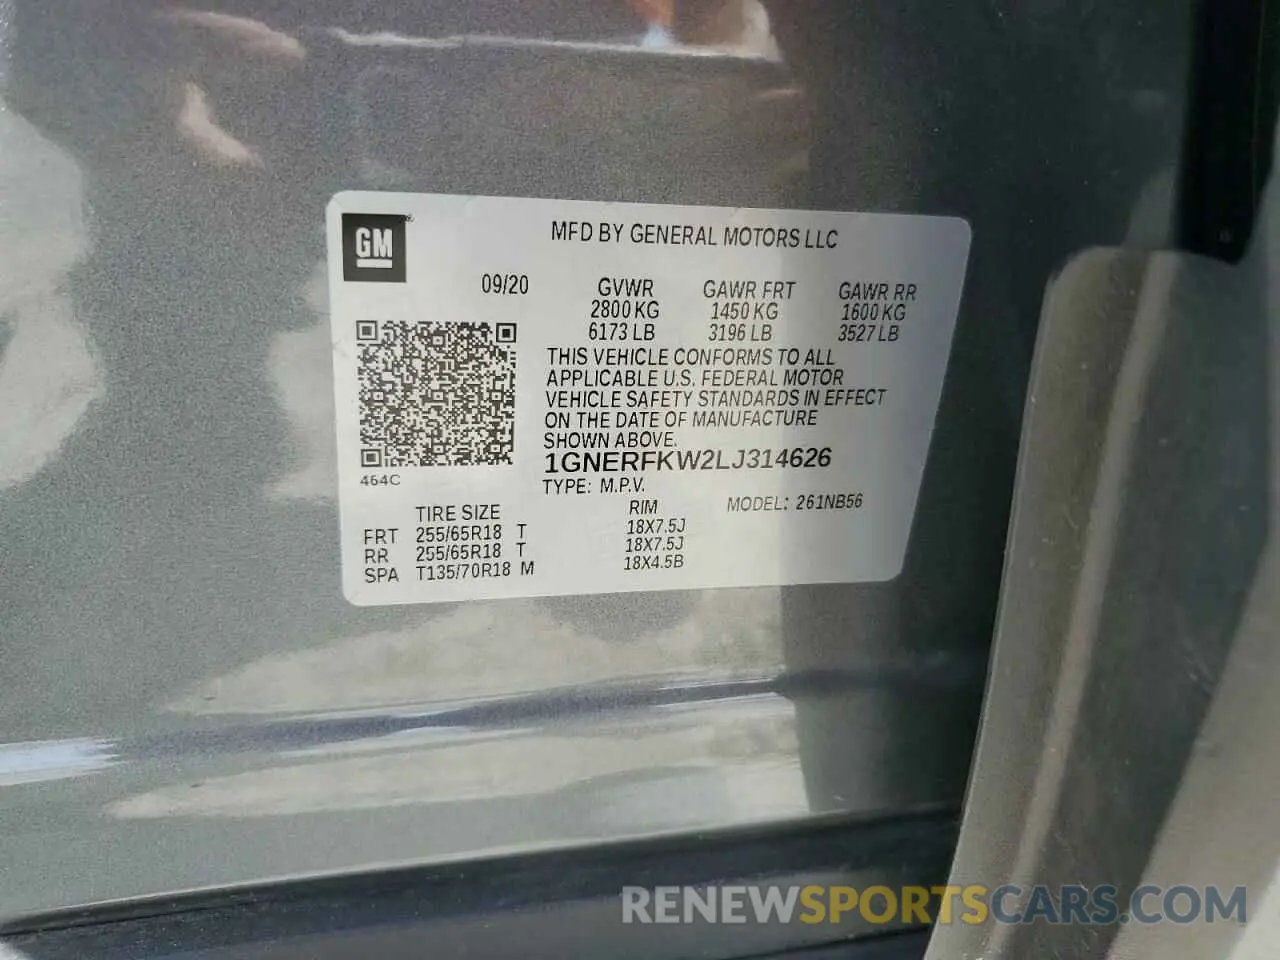 GM
MFD BY GENERAL MOTORS LLC
09/20 GVWR GAWR FRT GAWR RR
2800 KG 1450 KG 1600 KG
6173 LB 3196 LB 3527 LB
THIS VEHICLE CONFORMS TO ALL
APPLICABLE U.S. FEDERAL MOTOR
VEHICLE SAFETY STANDARDS IN EFFECT
ON THE DATE OF MANUFACTURE
SHOWN ABOVE.
1GNERFKW2LJ314626
464C
TYPE: M.P.V.
TIRE SIZE RIM MODEL: 261NB56
FRT 255/65R18 T 18X7.5J
RR 255/65R18 T 18X7.5J
SPA T135/70R18 M 18X4.5B
RENEWSPORTSCARS.COM